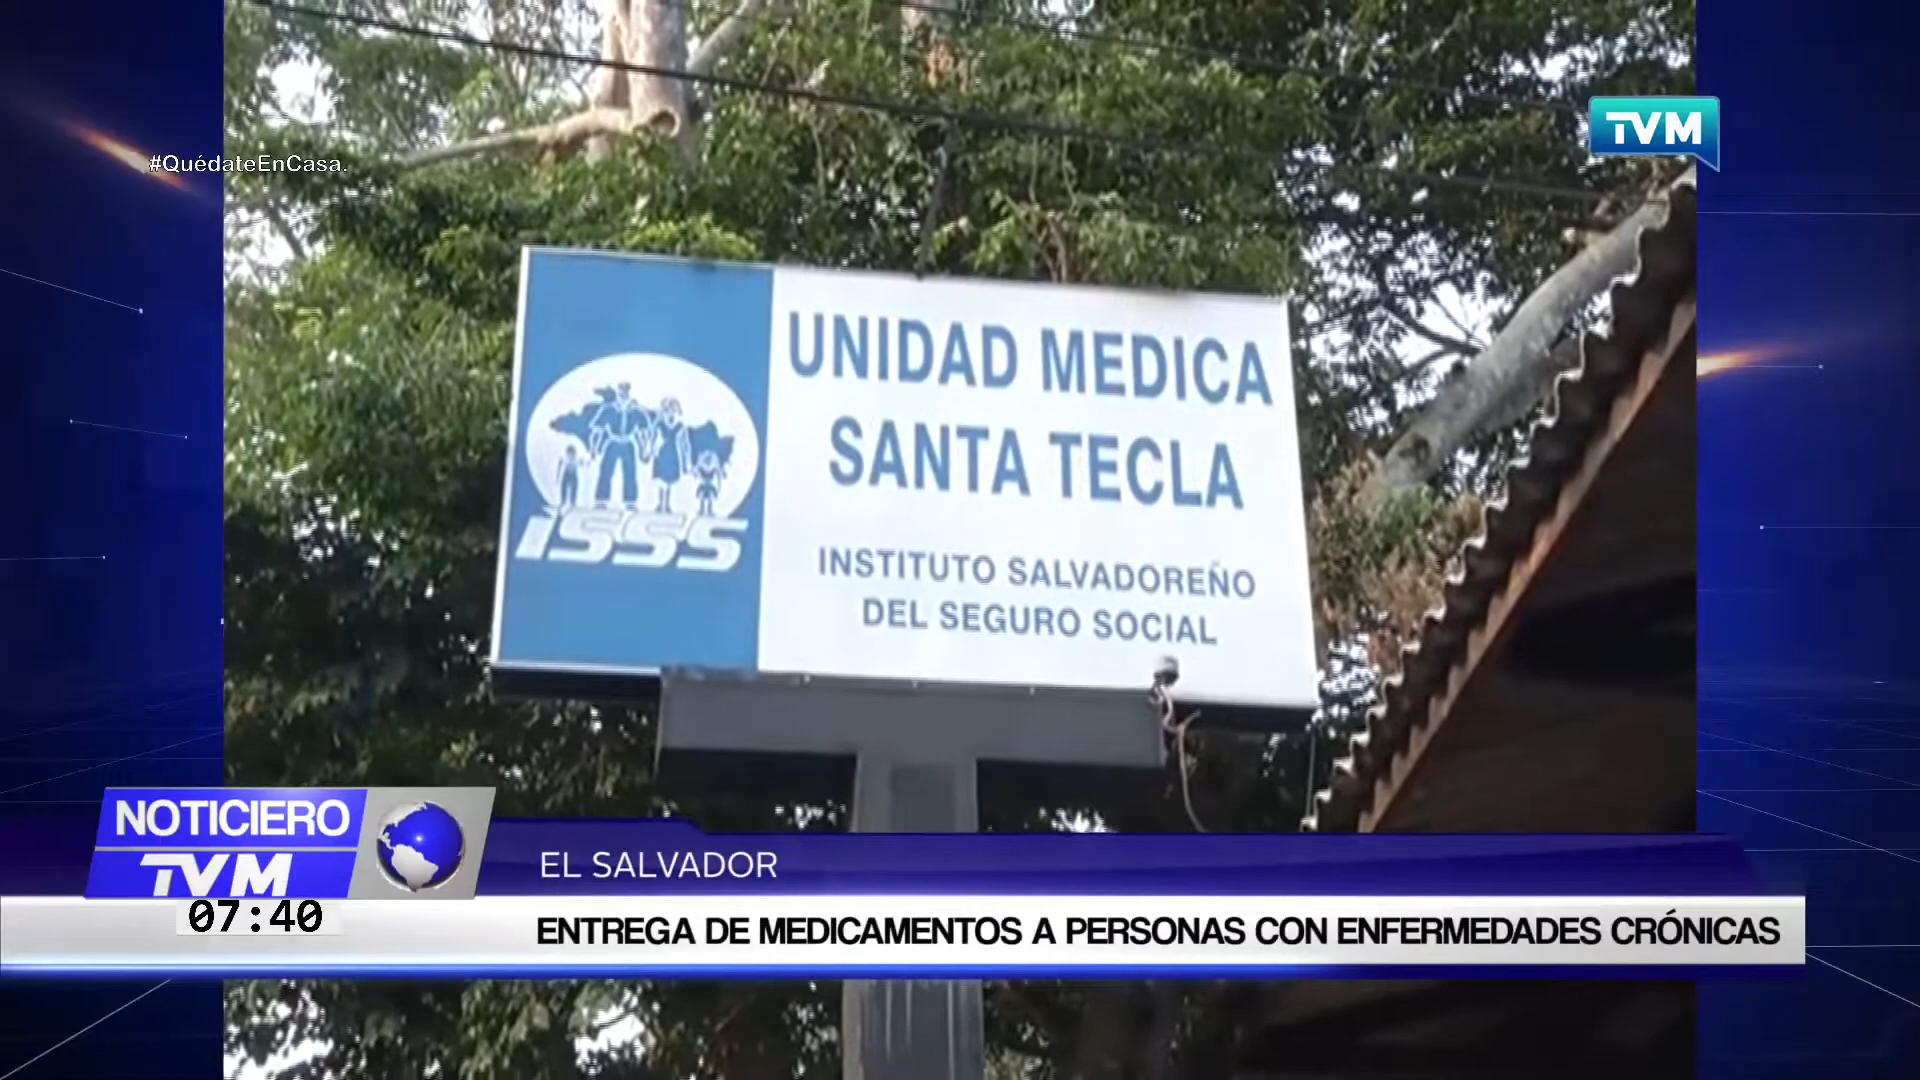 #QuédateEnCasa.
TVM
UNIDAD MEDICA
SANTA TECLA
INSTITUTO SALVADOREÑO
DEL SEGURO SOCIAL
ISSS
NOTICIERO
TVM
07:40
EL SALVADOR
ENTREGA DE MEDICAMENTOS A PERSONAS CON ENFERMEDADES CRÓNICAS